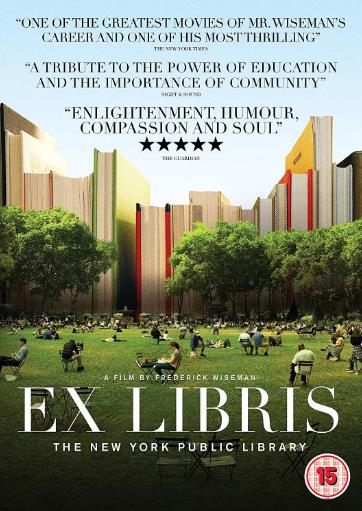 “ONE OF THE GREATEST MOVIES OF MR. WISEMAN’S
CAREER AND ONE OF HIS MOST THRILLING”
THE NEW YORK TIMES
“A TRIBUTE TO THE POWER OF EDUCATION
AND THE IMPORTANCE OF COMMUNITY”
SIGHT & SOUND
“ENLIGHTENMENT, HUMOUR,
COMPASSION AND SOUL”
★★★★★
THE GUARDIAN
A FILM BY FREDERICK WISEMAN
EX LIBRIS
THE NEW YORK PUBLIC LIBRARY
15